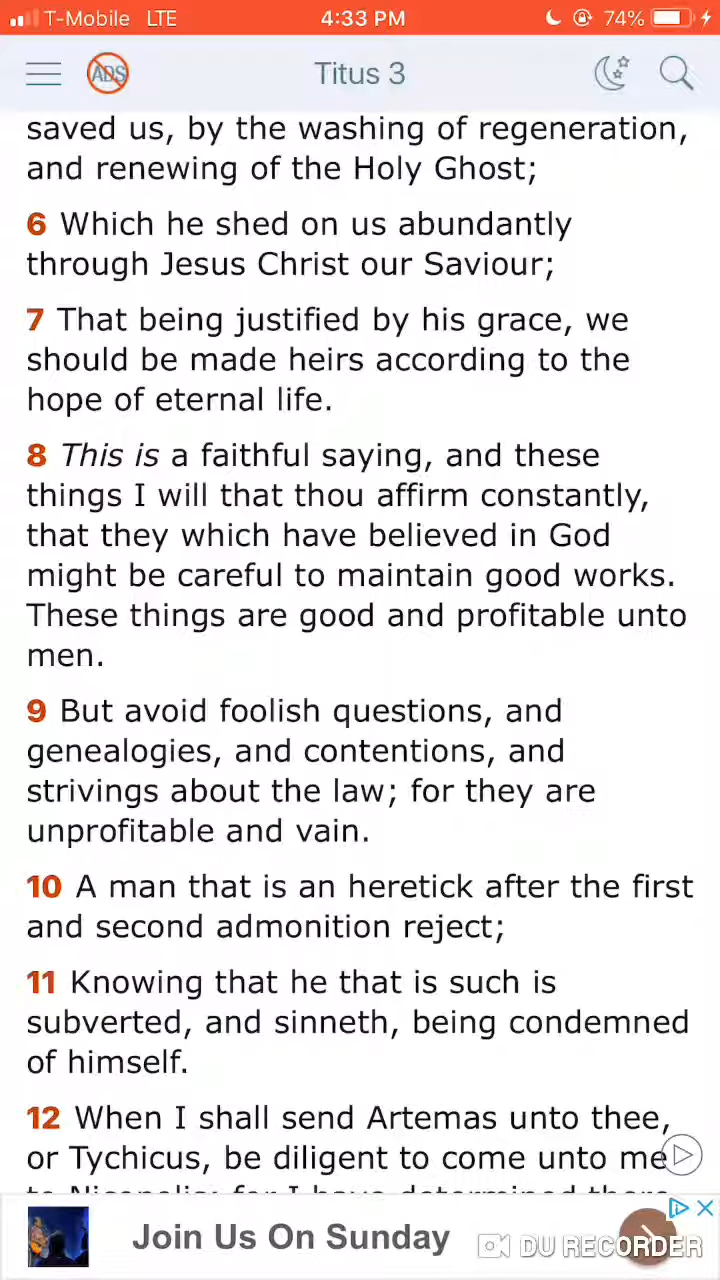 T-Mobile LTE 4:33 PM 74%
ADS Titus 3
saved us, by the washing of regeneration,
and renewing of the Holy Ghost;
6 Which he shed on us abundantly
through Jesus Christ our Saviour;
7 That being justified by his grace, we
should be made heirs according to the
hope of eternal life.
8 This is a faithful saying, and these
things I will that thou affirm constantly,
that they which have believed in God
might be careful to maintain good works.
These things are good and profitable unto
men.
9 But avoid foolish questions, and
genealogies, and contentions, and
strivings about the law; for they are
unprofitable and vain.
10 A man that is an heretick after the first
and second admonition reject;
11 Knowing that he that is such is
subverted, and sinneth, being condemned
of himself.
12 When I shall send Artemas unto thee,
or Tychicus, be diligent to come unto me
to Nicopolis: for I have determined there
Join Us On Sunday
DU RECORDER